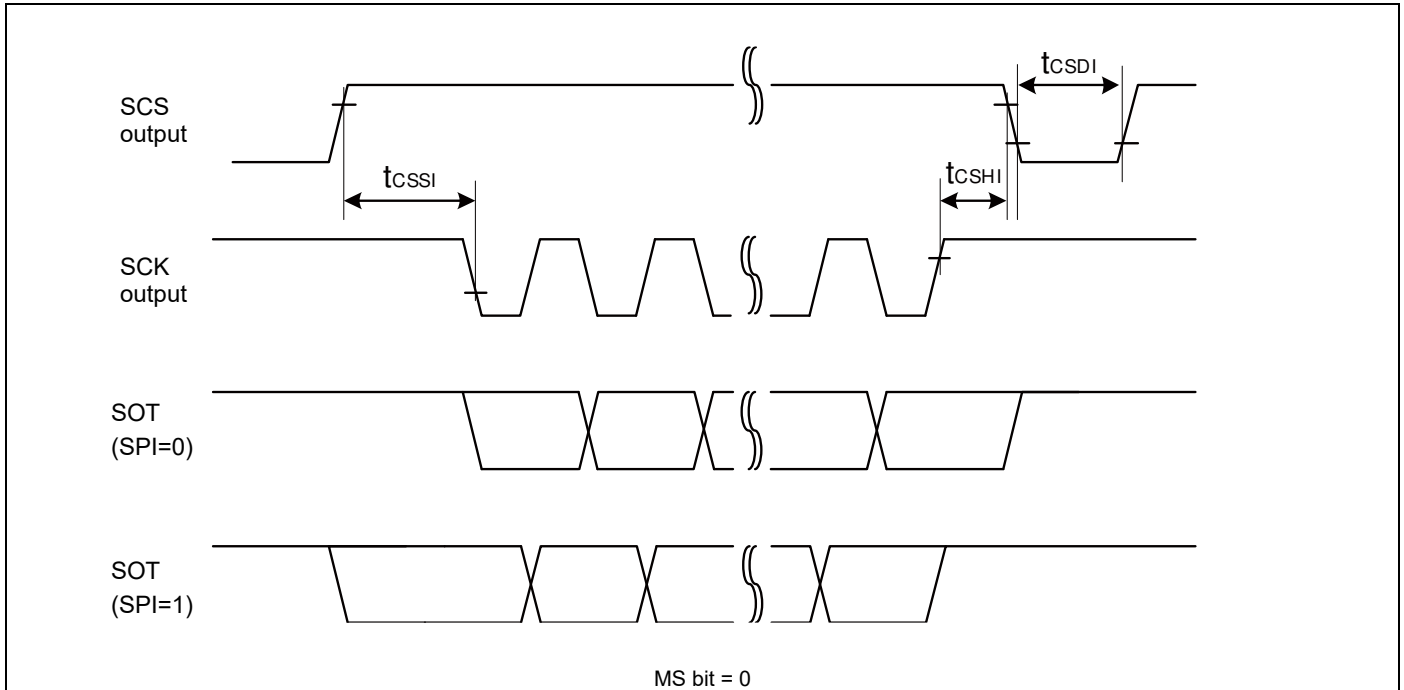 SCS
output
tCSDI
tCSSI
tCSHI
SCK
output
SOT
(SPI=0)
SOT
(SPI=1)
MS bit = 0